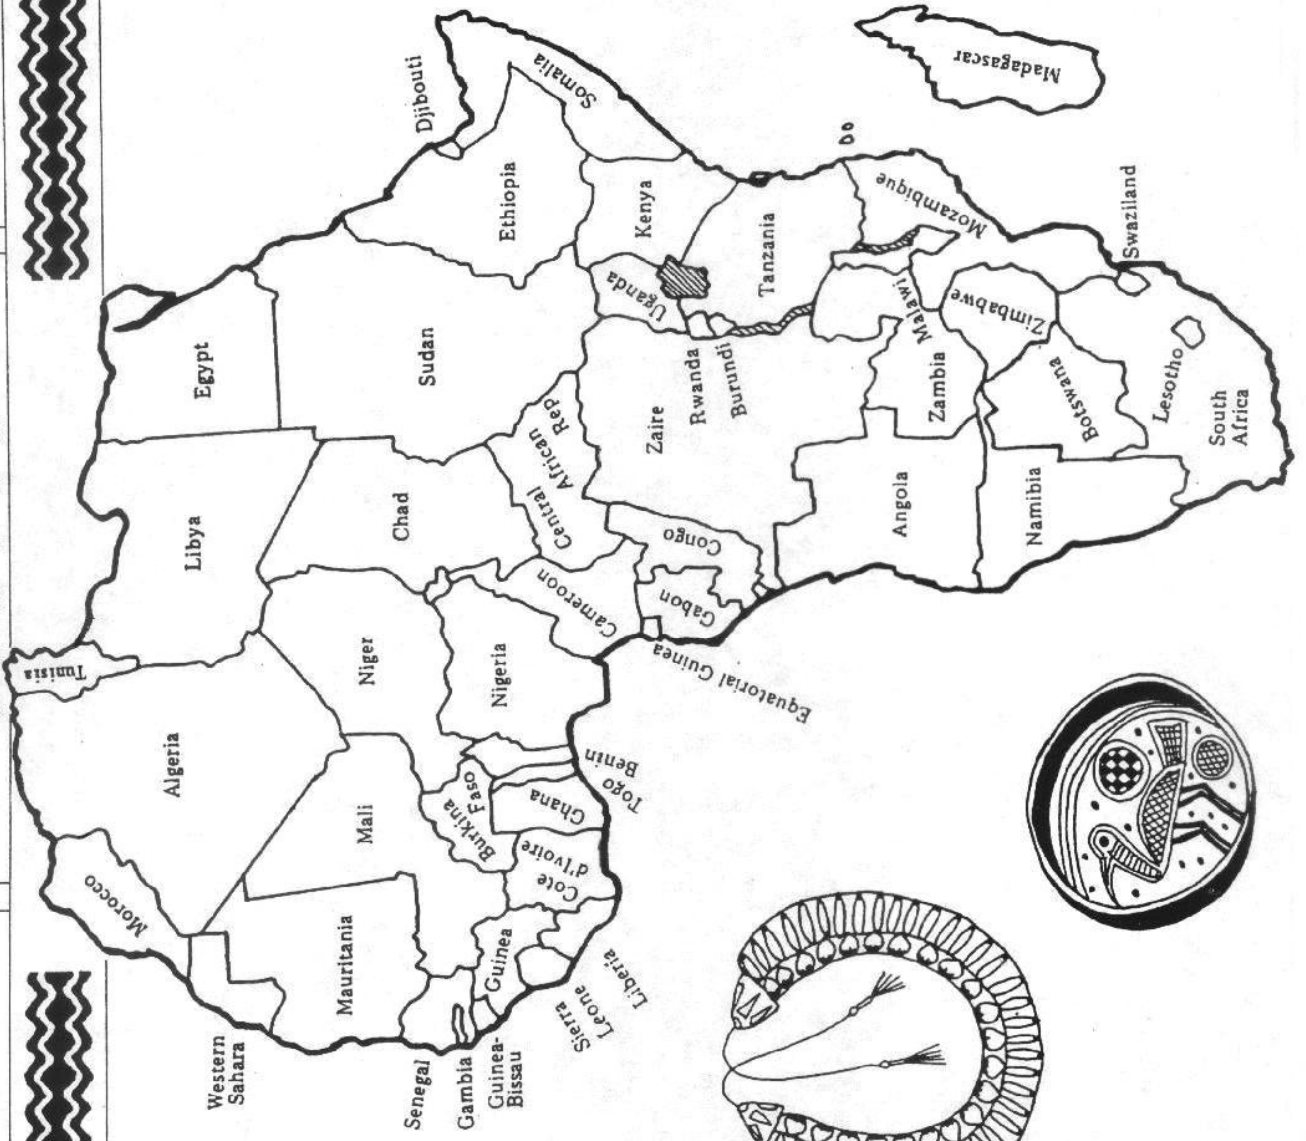 Tunisia
Morocco
Algeria
Libya
Egypt
Western
Sahara
Mauritania
Mali
Niger
Chad
Sudan
Ethiopia
Djibouti
Somalia
Senegal
Gambia
Guinea-
Bissau
Guinea
Sierra
Leone
Liberia
Cote
d'Ivoire
Burkina
Faso
Ghana
Togo
Benin
Nigeria
Cameroon
Central
African Rap
Equatorial Guinea
Gabon
Congo
Zaire
Uganda
Kenya
Rwanda
Burundi
Tanzania
Angola
Zambia
Malawi
Mozambique
Zimbabwe
Namibia
Botswana
Swaziland
Lesotho
South
Africa
Madagascar